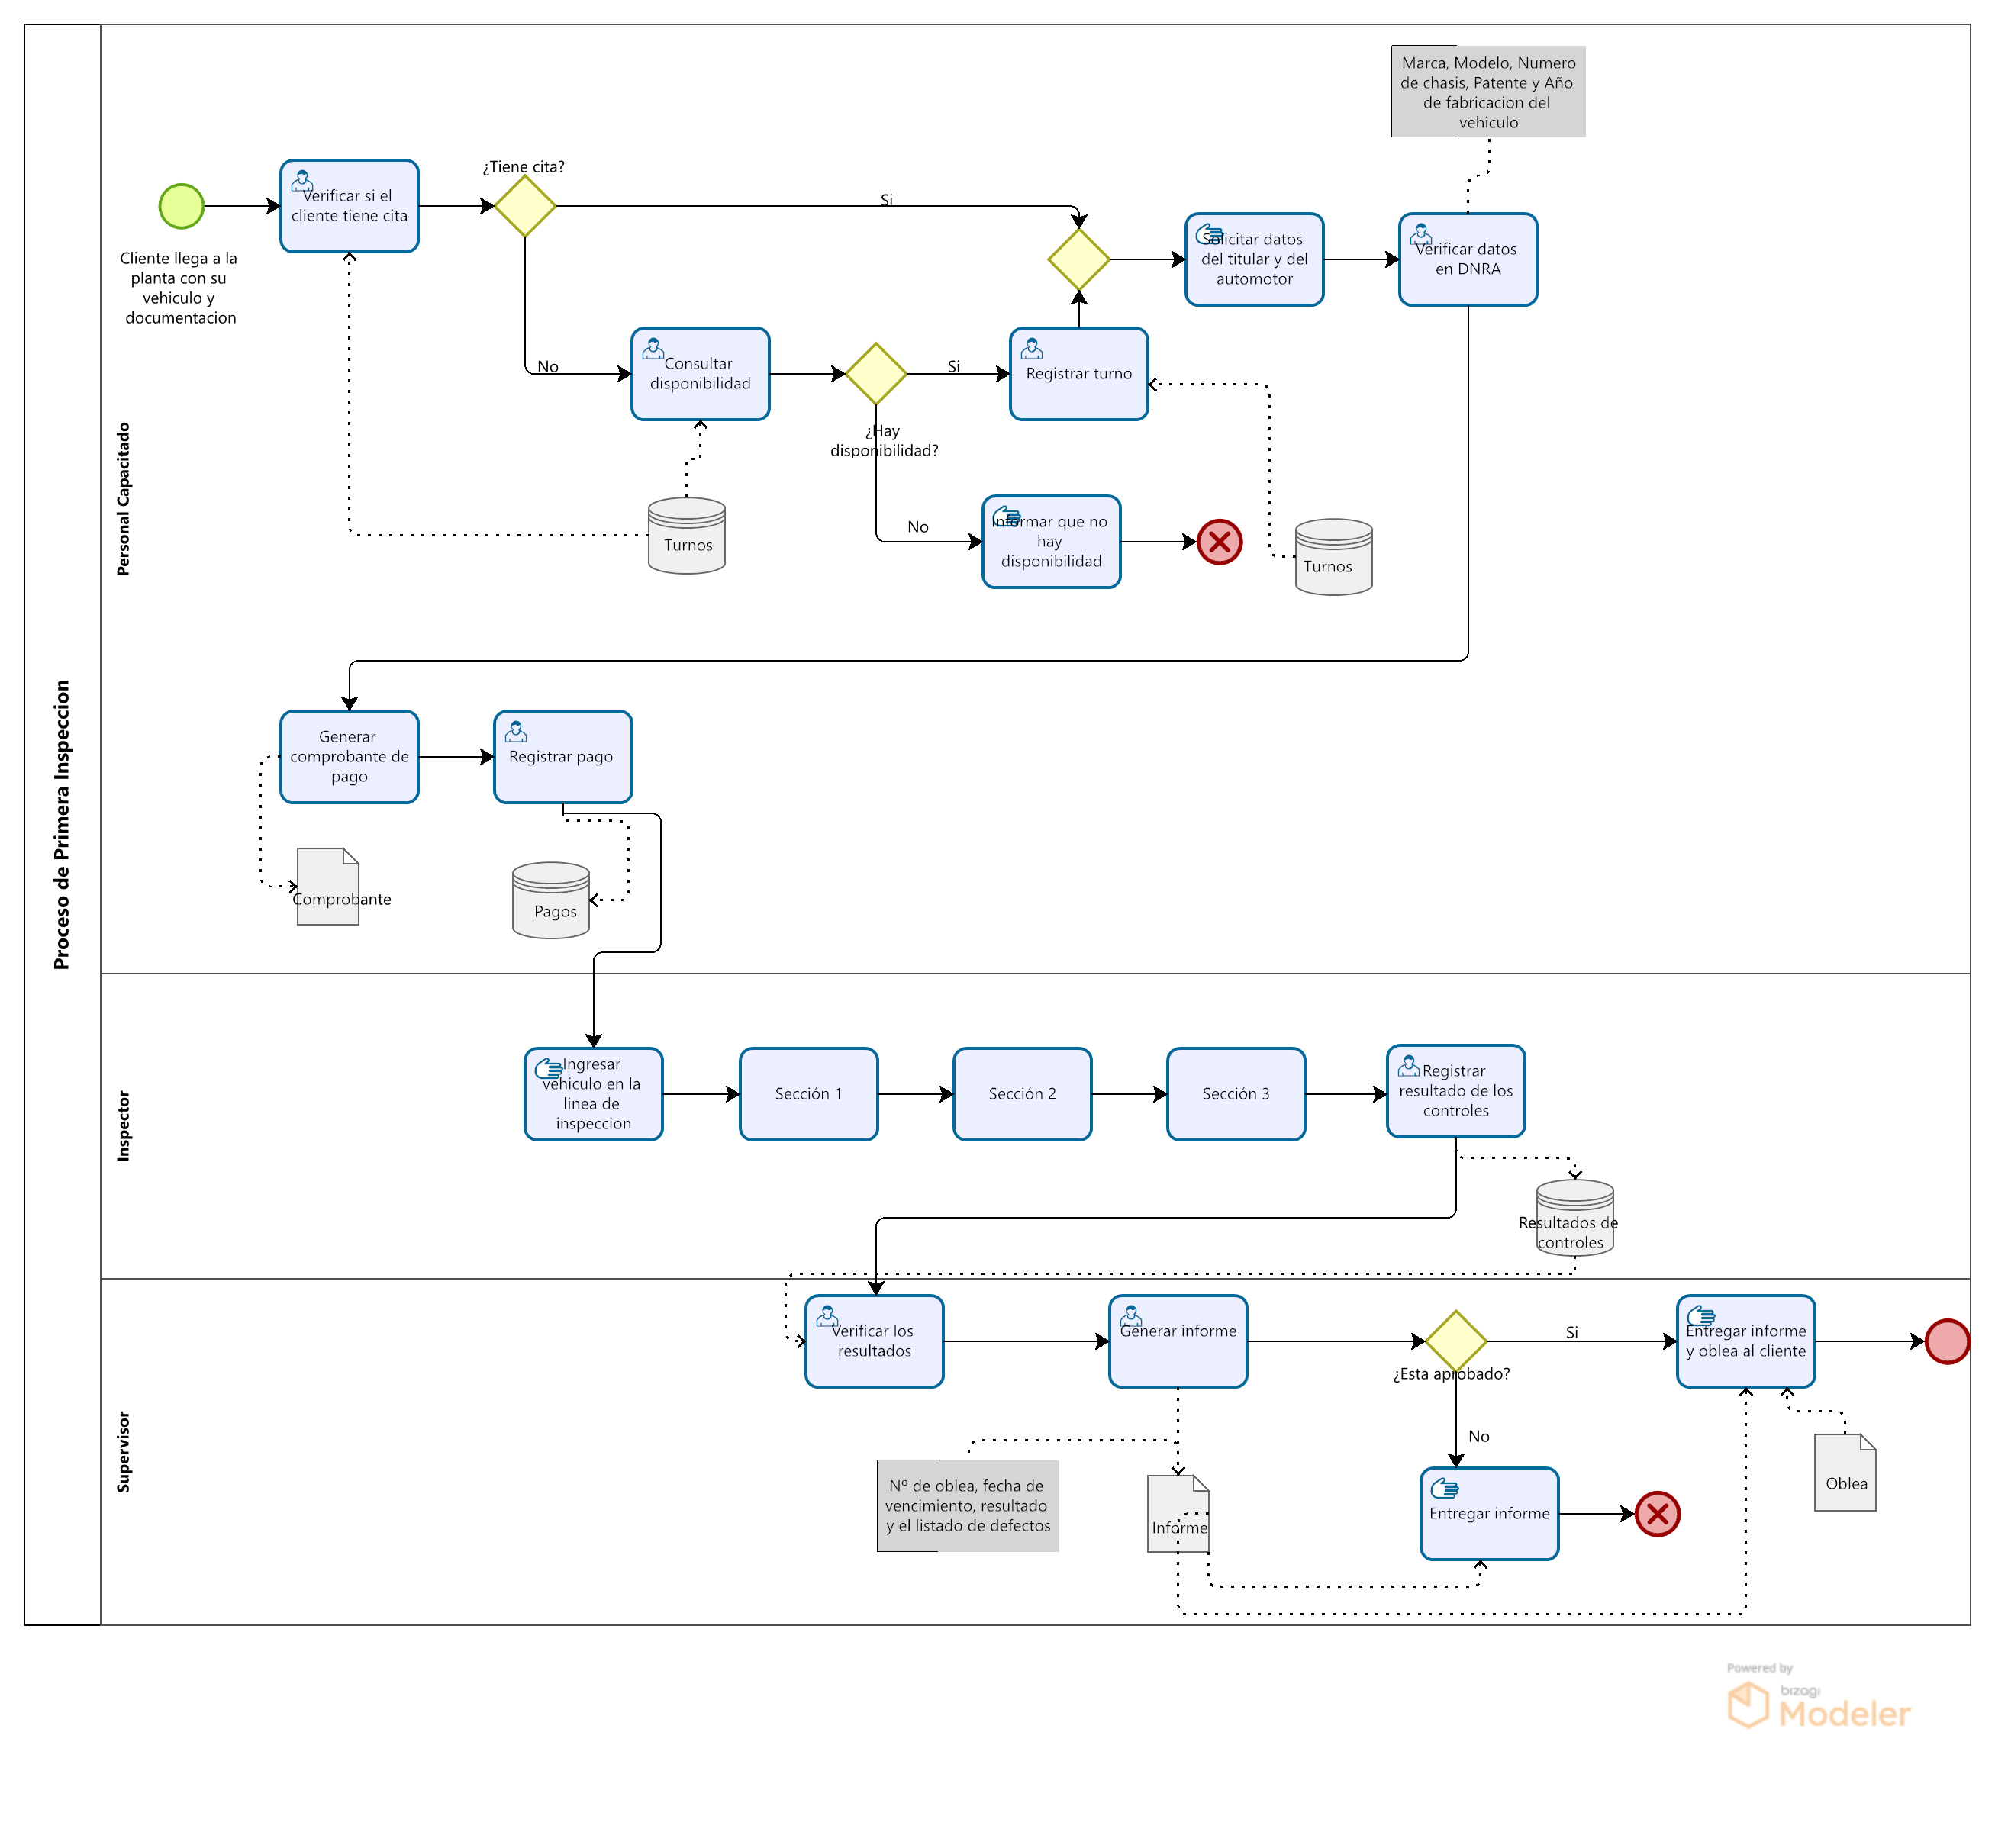 Proceso de Primera Inspeccion
Personal Capacitado
Marca, Modelo, Numero
de chasis, Patente y Año
de fabricacion del
vehiculo
Cliente llega a la
planta con su
vehiculo y
documentacion
Verificar si el
cliente tiene cita
¿Tiene cita?
Si
No
Solicitar datos
del titular y del
automotor
Verificar datos
en DNRA
Consultar
disponibilidad
¿Hay
disponibilidad?
Si
Registrar turno
No
Informar que no
hay
disponibilidad
Turnos
Turnos
Generar
comprobante de
pago
Registrar pago
Comprobante
Pagos
Inspector
Ingresar
vehiculo en la
linea de
inspeccion
Sección 1
Sección 2
Sección 3
Registrar
resultado de los
controles
Resultados de
controles
Supervisor
Verificar los
resultados
Generar informe
¿Esta aprobado?
Si
Entregar informe
y oblea al cliente
No
Nº de oblea, fecha de
vencimiento, resultado
y el listado de defectos
Informe
Entregar informe
Oblea
Powered by
bizagi
Modeler